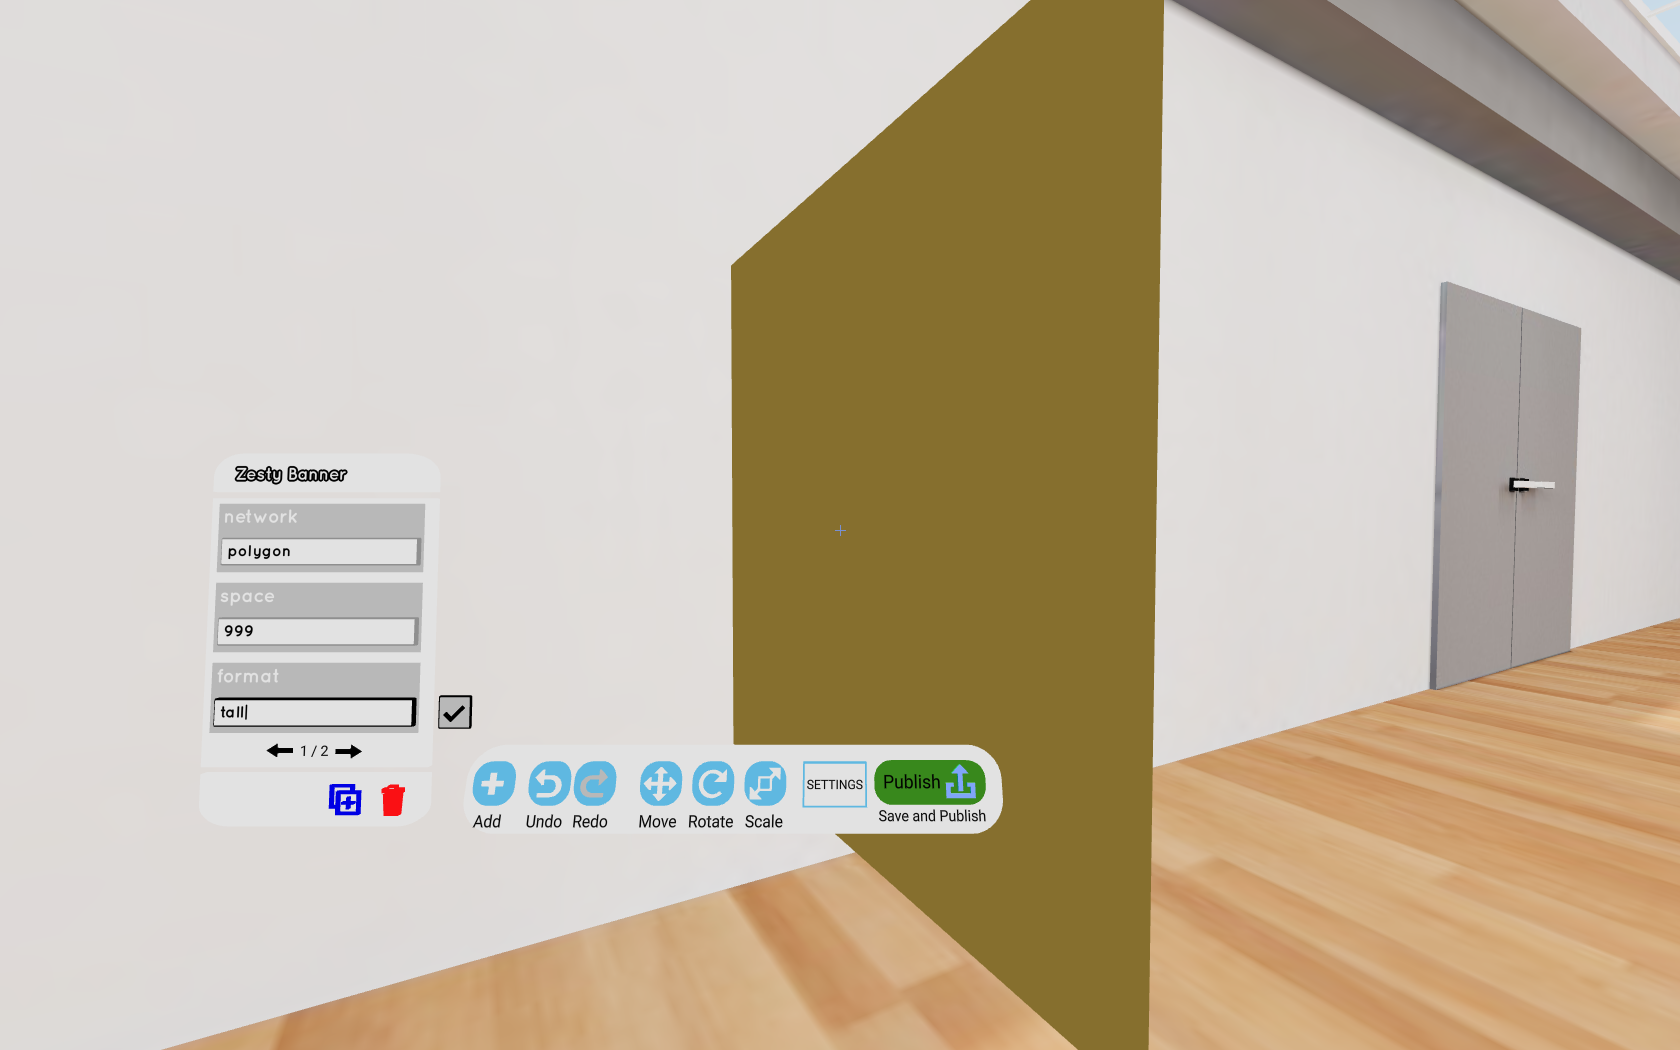 Zesty Banner
network
polygon
space
999
format
tall
1 / 2
Add
Undo
Redo
Move
Rotate
Scale
SETTINGS
Publish
Save and Publish